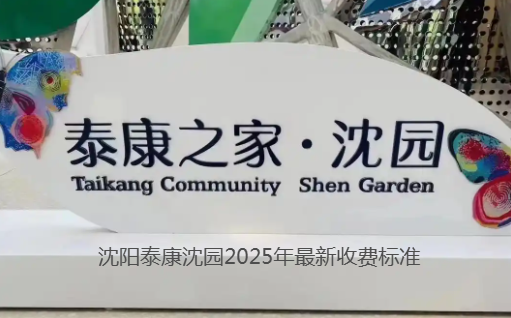 泰康之家·沈园
Taikang Community Shen Garden
沈阳泰康沈园2025年最新收费标准